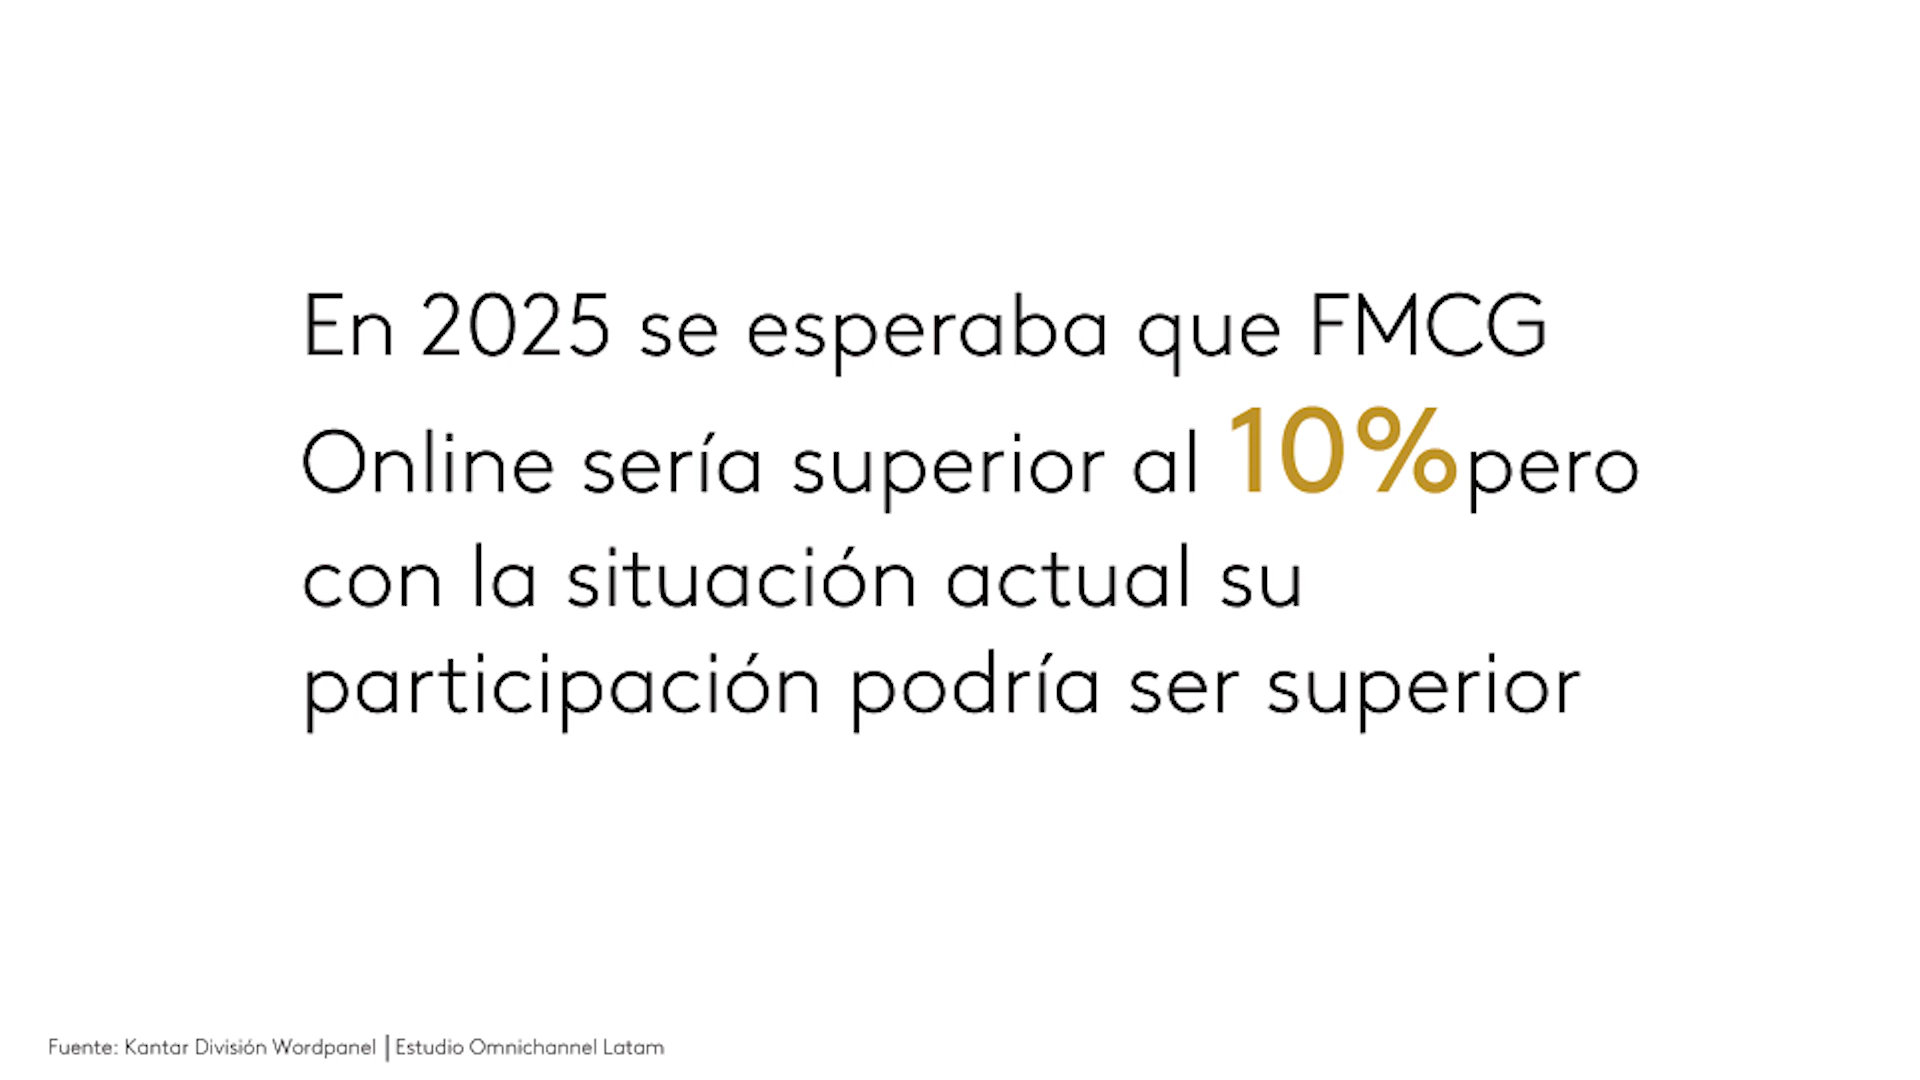 En 2025 se esperaba que FMCG
Online sería superior al 10%pero
con la situación actual su
participación podría ser superior
Fuente: Kantar División Wordpanel | Estudio Omnichannel Latam